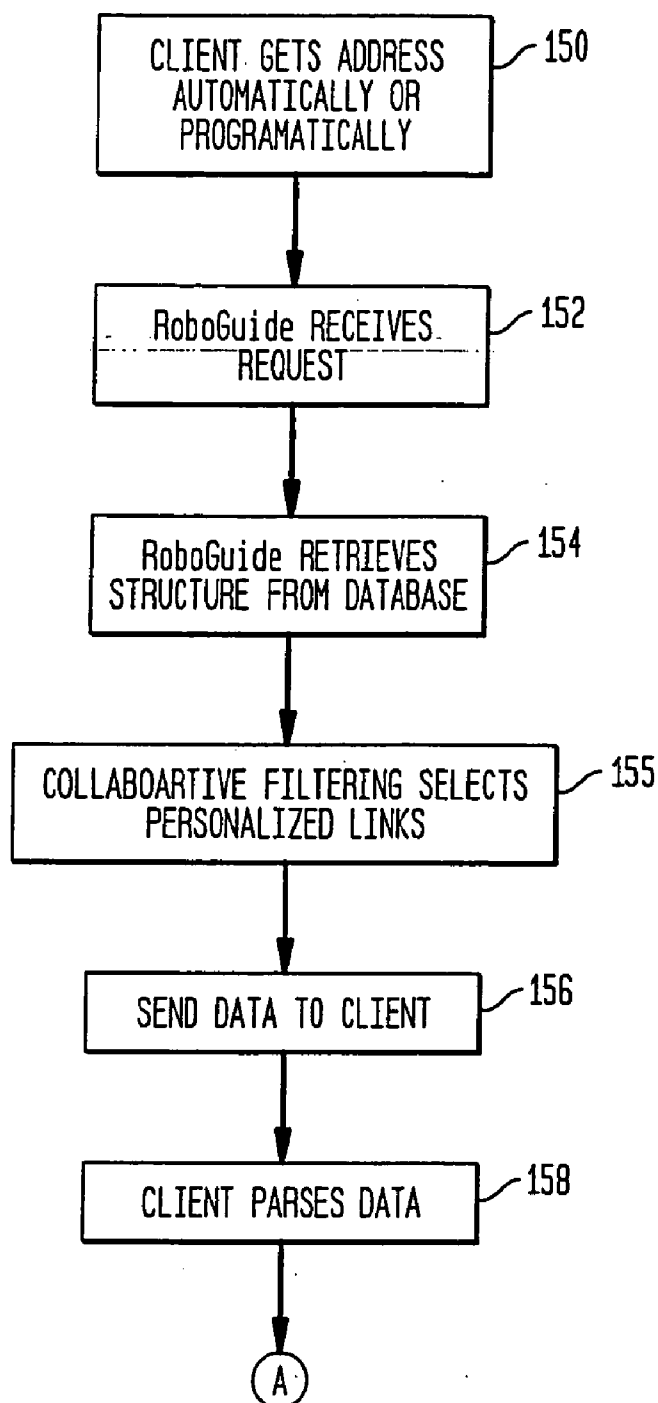 CLIENT GETS ADDRESS
AUTOMATICALLY OR
PROGRAMATICALLY
150
RoboGuide RECEIVES
REQUEST
152
RoboGuide RETRIEVES
STRUCTURE FROM DATABASE
154
COLLABOARTIVE FILTERING SELECTS
PERSONALIZED LINKS
155
SEND DATA TO CLIENT
156
CLIENT PARSES DATA
158
A